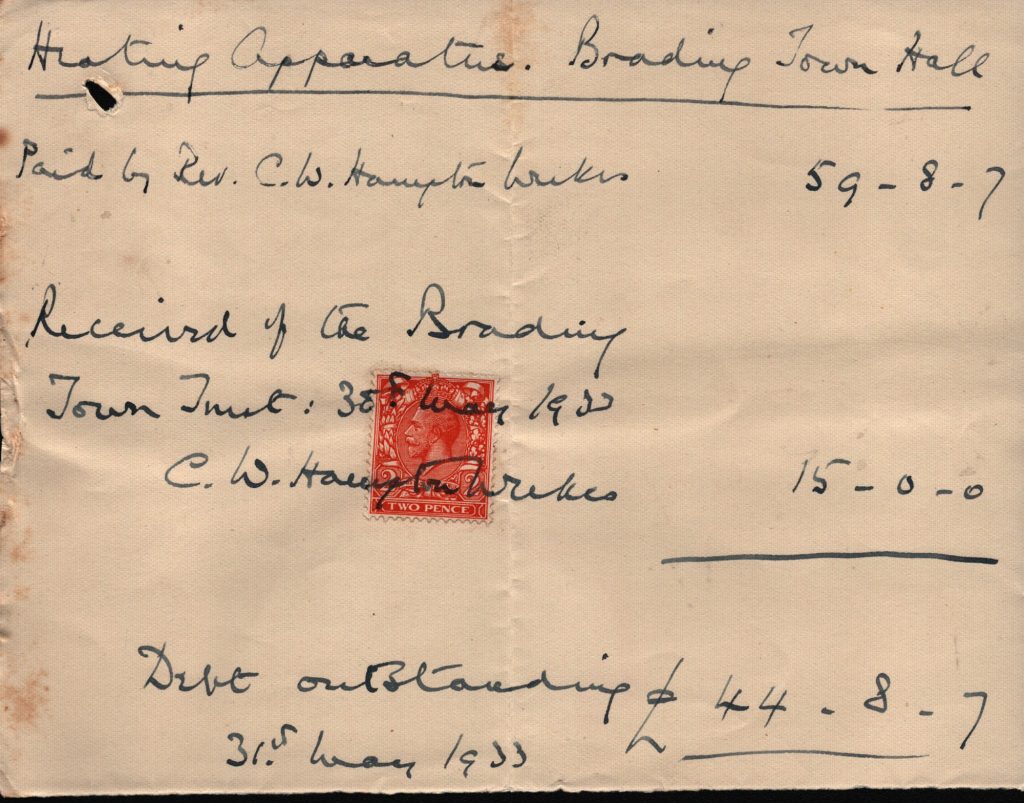 Heating Apparatus. Brading Town Hall
Paid by Rev. C. W. Hampton Weekes 59 - 8 - 7
Received of the Brading
Town Trust: May 1933
C. W. Hampton Weekes 15 - 0 - 0
TWO PENCE
Debt outstanding £ 44 - 8 - 7
31st May 1933